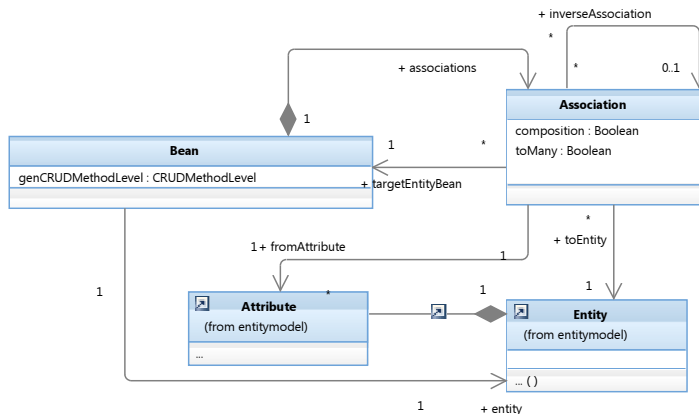 + inverseAssociation
*
* 0..1
+ associations
1
Association
composition : Boolean
toMany : Boolean
Bean
genCRUDMethodLevel : CRUDMethodLevel
1 *
+ targetEntityBean
*
+ toEntity
1 + fromAttribute
1
1
*
1
1
Attribute
(from entitymodel)
...
Entity
(from entitymodel)
... ( )
1
+ entity